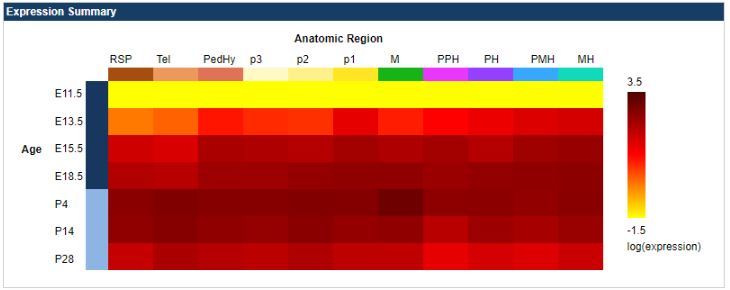 Expression Summary
Anatomic Region
RSP Tel PedHy p3 p2 p1 M PPH PH PMH MH
3.5
E11.5
E13.5
Age E15.5
E18.5
P4
P14
-1.5
log(expression)
P28